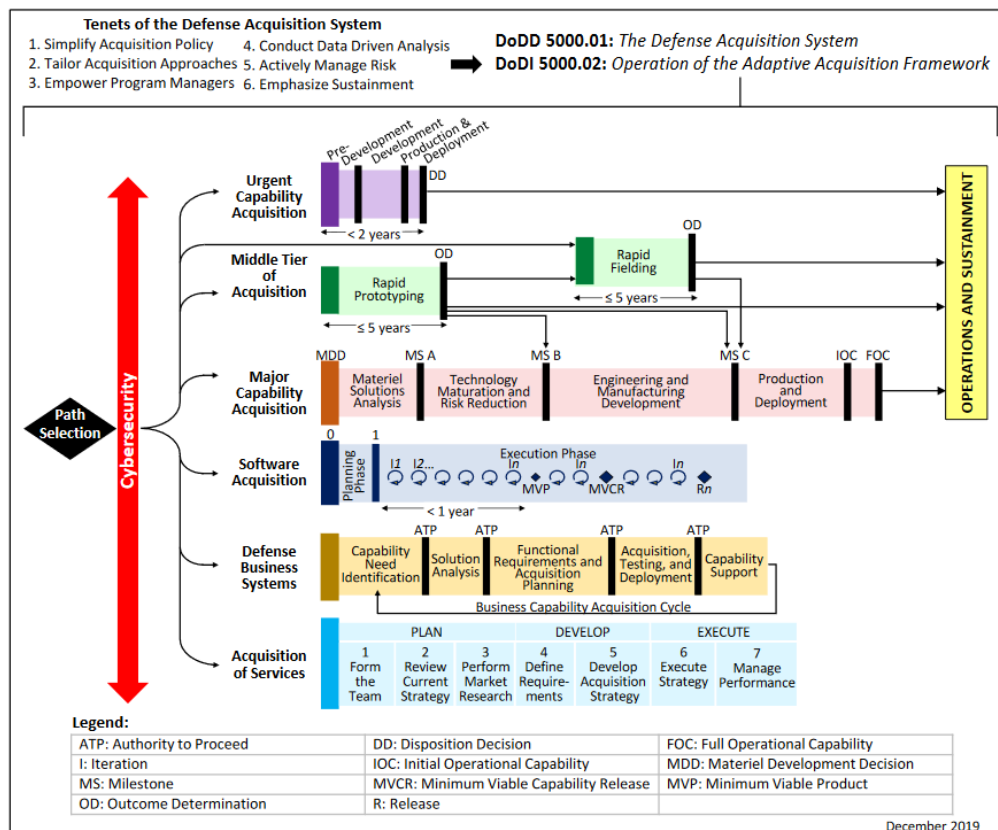 Tenets of the Defense Acquisition System
1. Simplify Acquisition Policy
2. Tailor Acquisition Approaches
3. Empower Program Managers
4. Conduct Data Driven Analysis
5. Actively Manage Risk
6. Emphasize Sustainment
DoDD 5000.01: The Defense Acquisition System
DoDI 5000.02: Operation of the Adaptive Acquisition Framework
Path
Selection
Cybersecurity
Urgent
Capability
Acquisition
Pre-
Development
Development
Production &
Deployment
DD
< 2 years
Middle Tier
of
Acquisition
Rapid
Prototyping
OD
≤ 5 years
Rapid
Fielding
OD
≤ 5 years
Major
Capability
Acquisition
MDD
MS A
MS B
MS C
IOC
FOC
Materiel
Solutions
Analysis
Technology
Maturation and
Risk Reduction
Engineering and
Manufacturing
Development
Production
and
Deployment
OPERATIONS AND SUSTAINMENT
Software
Acquisition
0
1
Planning
Phase
Execution Phase
I1
I2...
In
In
In
MVP
MVCR
Rn
< 1 year
Defense
Business
Systems
ATP
ATP
ATP
ATP
Capability
Need
Identification
Solution
Analysis
Functional
Requirements and
Acquisition
Planning
Acquisition,
Testing, and
Deployment
Capability
Support
Business Capability Acquisition Cycle
Acquisition
of Services
PLAN
DEVELOP
EXECUTE
1
Form
the
Team
2
Review
Current
Strategy
3
Perform
Market
Research
4
Define
Require-
ments
5
Develop
Acquisition
Strategy
6
Execute
Strategy
7
Manage
Performance
Legend:
ATP: Authority to Proceed
DD: Disposition Decision
FOC: Full Operational Capability
I: Iteration
IOC: Initial Operational Capability
MDD: Materiel Development Decision
MS: Milestone
MVCR: Minimum Viable Capability Release
MVP: Minimum Viable Product
OD: Outcome Determination
R: Release
December 2019